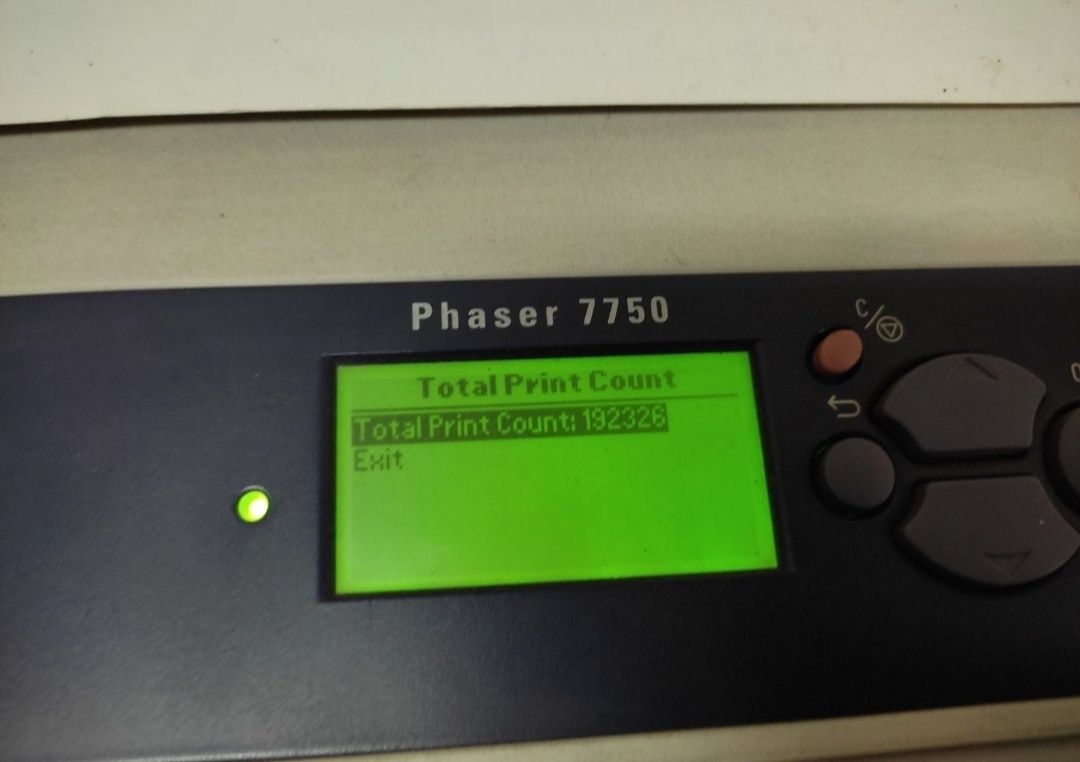 Phaser 7750
C/
Total Print Count
Total Print Count: 192326
Exit